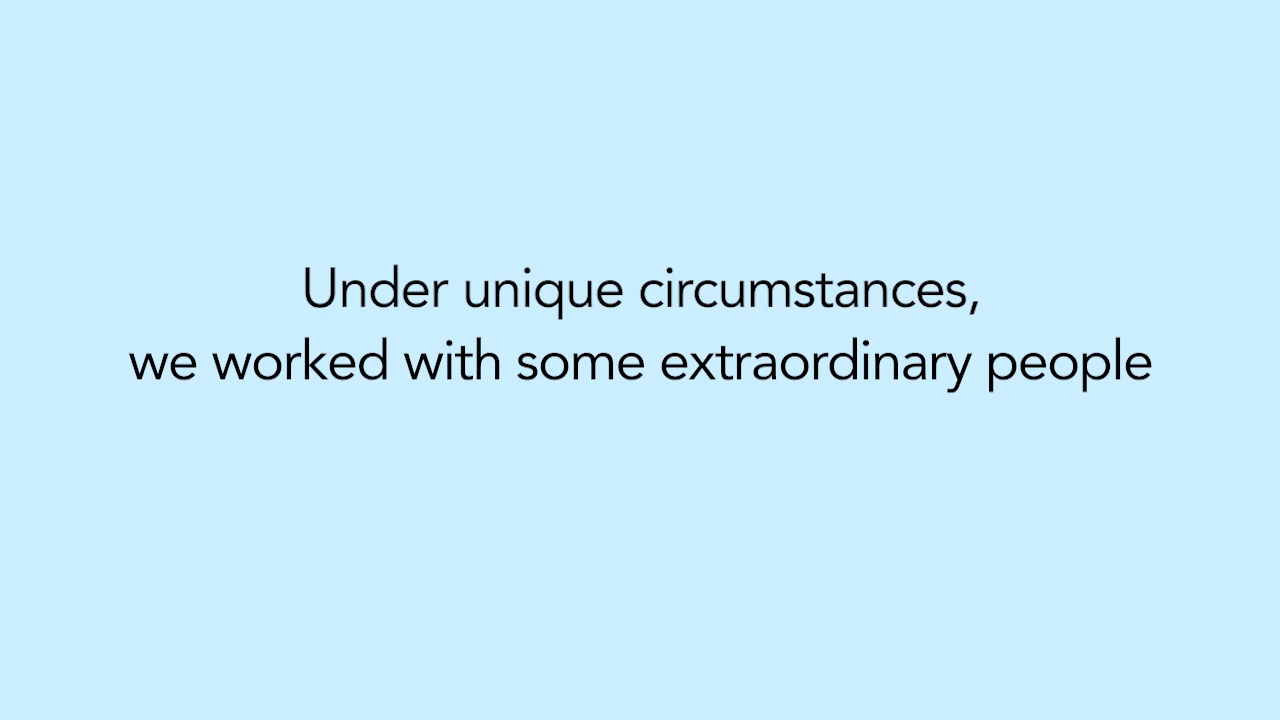 Under unique circumstances,
we worked with some extraordinary people